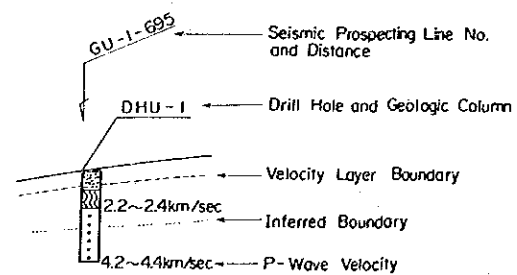 GU-1-695
Seismic Prospecting Line No.
and Distance
DHU-1
Drill Hole and Geologic Column
Velocity Layer Boundary
2.2~2.4km/sec
Inferred Boundary
4.2~4.4km/sec
P-Wave Velocity